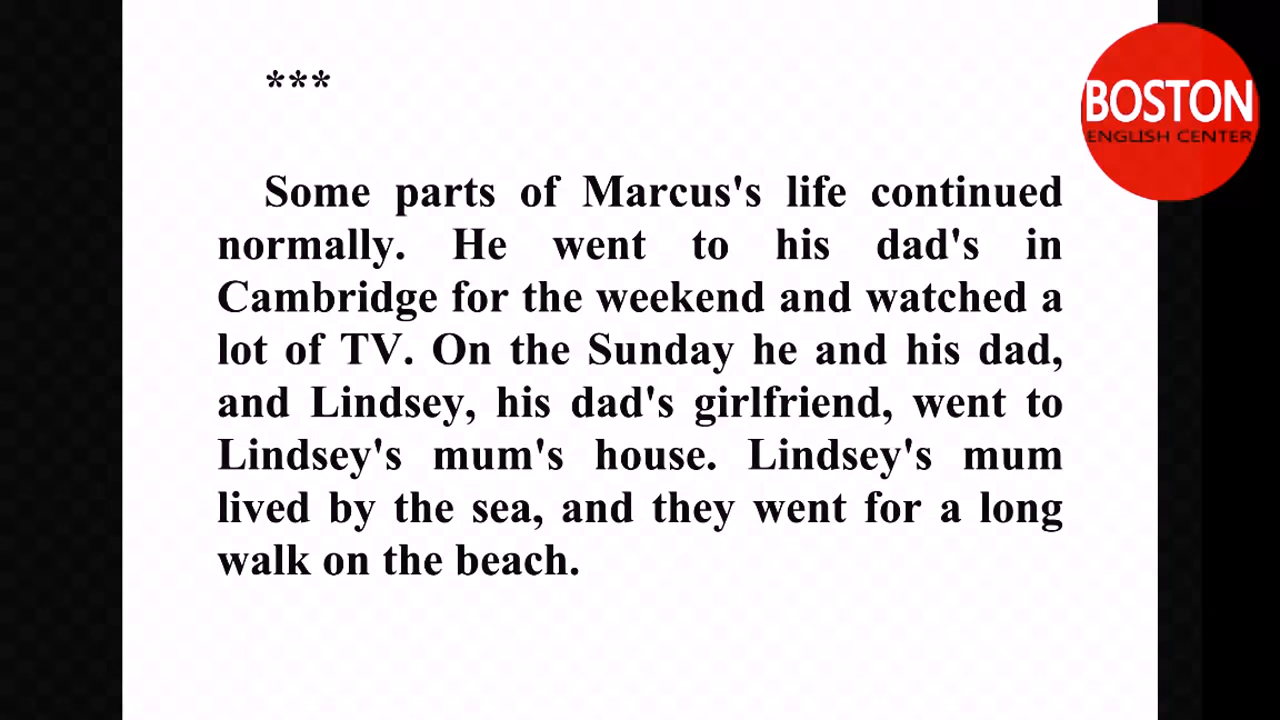 ***
BOSTON
ENGLISH CENTER
Some parts of Marcus's life continued
normally. He went to his dad's in
Cambridge for the weekend and watched a
lot of TV. On the Sunday he and his dad,
and Lindsey, his dad's girlfriend, went to
Lindsey's mum's house. Lindsey's mum
lived by the sea, and they went for a long
walk on the beach.